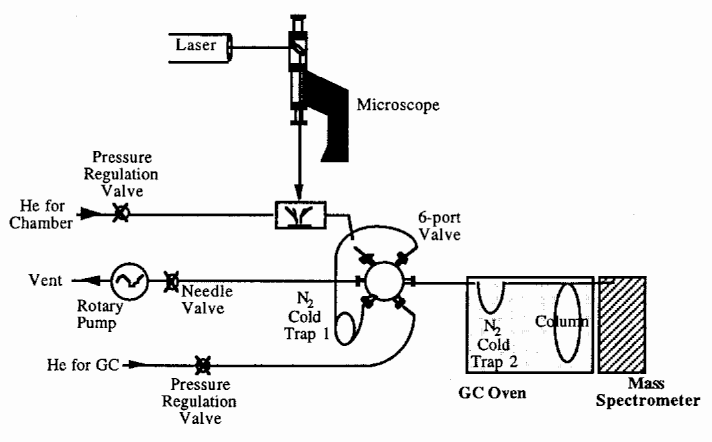 Laser
Microscope
Pressure
Regulation
Valve
He for
Chamber
6-port
Valve
Vent
Rotary
Pump
Needle
Valve
N2
Cold
Trap 1
N2
Cold
Trap 2
Column
He for GC
Pressure
Regulation
Valve
GC Oven
Mass
Spectrometer